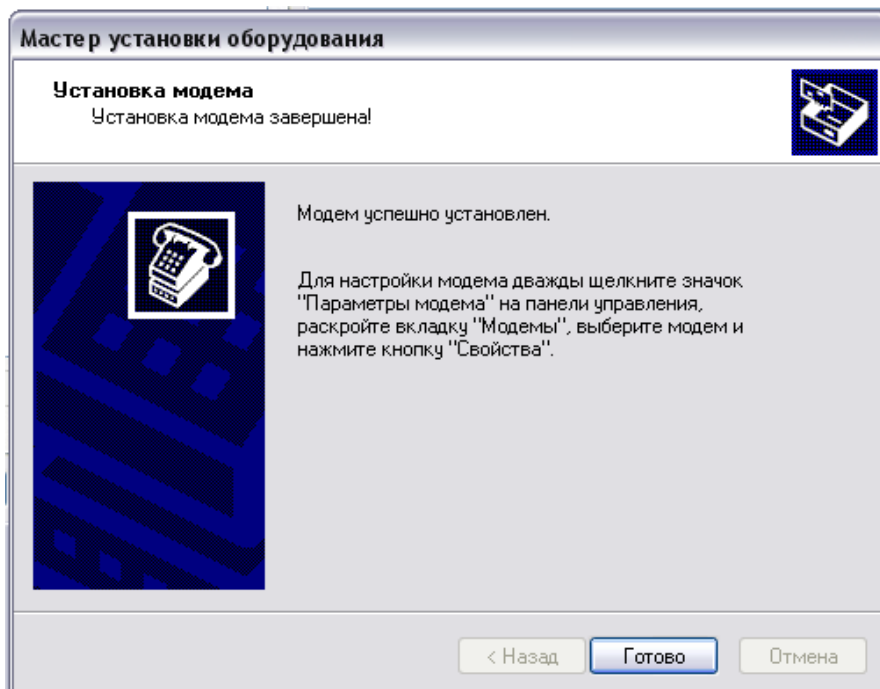 Мастер установки оборудования
Установка модема
Установка модема завершена!
Модем успешно установлен.
Для настройки модема дважды щелкните значок
"Параметры модема" на панели управления,
раскройте вкладку "Модемы", выберите модем и
нажмите кнопку "Свойства".
< Назад
Готово
Отмена